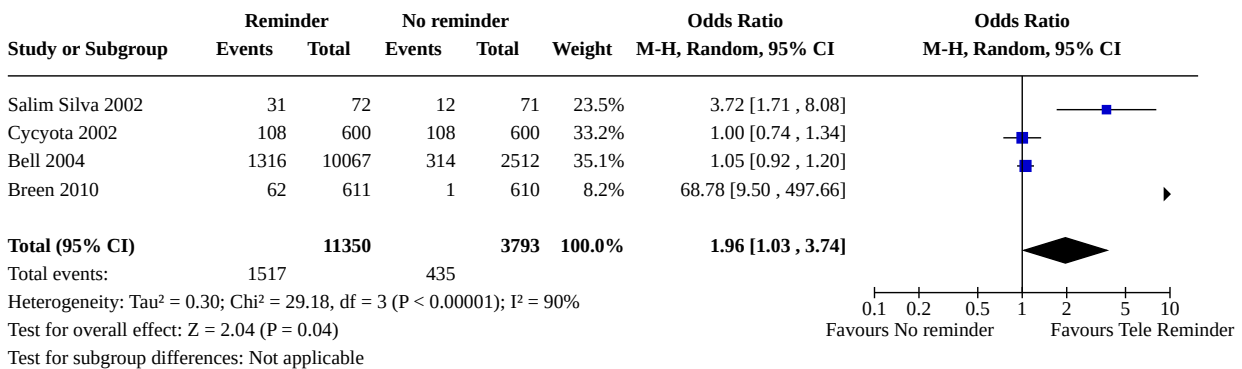 Reminder No reminder Odds Ratio Odds Ratio
Study or Subgroup Events Total Events Total Weight M-H, Random, 95% CI M-H, Random, 95% CI
Salim Silva 2002 31 72 12 71 23.5% 3.72 [1.71 , 8.08]
Cycyota 2002 108 600 108 600 33.2% 1.00 [0.74 , 1.34]
Bell 2004 1316 10067 314 2512 35.1% 1.05 [0.92 , 1.20]
Breen 2010 62 611 1 610 8.2% 68.78 [9.50 , 497.66]
Total (95% CI) 11350 3793 100.0% 1.96 [1.03 , 3.74]
Total events: 1517 435
Heterogeneity: Tau² = 0.30; Chi² = 29.18, df = 3 (P < 0.00001); I² = 90%
0.1 0.2 0.5 1 2 5 10
Test for overall effect: Z = 2.04 (P = 0.04) Favours No reminder Favours Tele Reminder
Test for subgroup differences: Not applicable